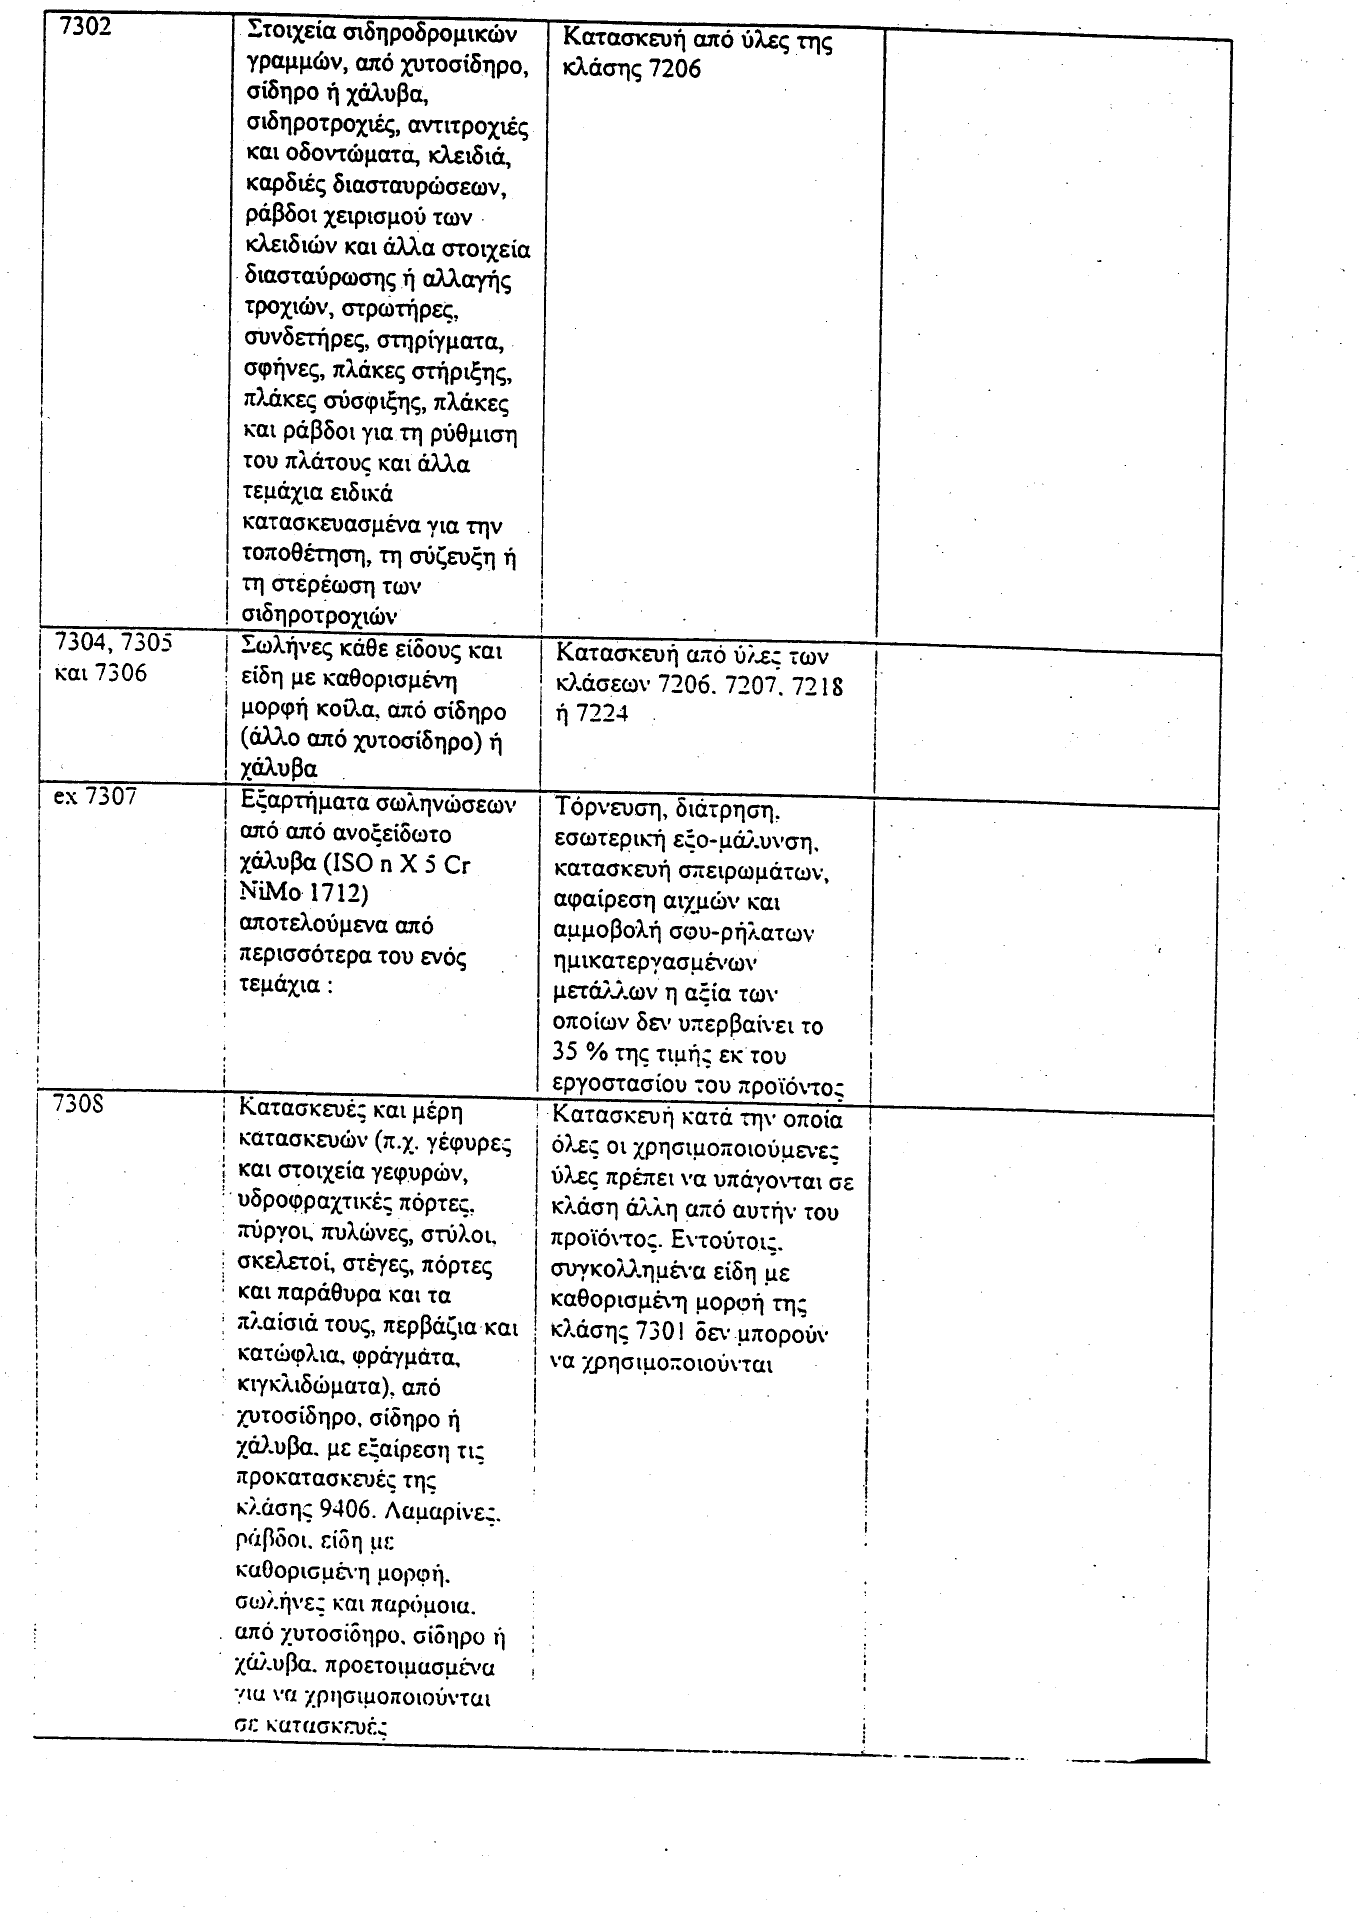 7302
Στοιχεία σιδηροδρομικών
γραμμών, από χυτοσίδηρο,
σίδηρο ή χάλυβα,
σιδηροτροχιές, αντιτροχιές
και οδοντώματα, κλειδιά,
καρδιές διασταυρώσεων,
ράβδοι χειρισμού των
κλειδιών και άλλα στοιχεία
διασταύρωσης ή αλλαγής
τροχιών, στρωτήρες,
συνδετήρες, στηρίγματα,
σφήνες, πλάκες στήριξης,
πλάκες σύσφιξης, πλάκες
και ράβδοι για τη ρύθμιση
του πλάτους και άλλα
τεμάχια ειδικά
κατασκευασμένα για την
τοποθέτηση, τη σύζευξη ή
τη στερέωση των
σιδηροτροχιών
Κατασκευή από ύλες της
κλάσης 7206
7304, 7305
και 7306
Σωλήνες κάθε είδους και
είδη με καθορισμένη
μορφή κοίλα, από σίδηρο
(άλλο από χυτοσίδηρο) ή
χάλυβα
Κατασκευή από ύλες των
κλάσεων 7206, 7207, 7218
ή 7224
ex 7307
Εξαρτήματα σωληνώσεων
από από ανοξείδωτο
χάλυβα (ISO n X 5 Cr
NiMo 1712)
αποτελούμενα από
περισσότερα του ενός
τεμάχια :
Τόρνευση, διάτρηση,
εσωτερική εξο-μάλυνση,
κατασκευή σπειρωμάτων,
αφαίρεση αιχμών και
αμμοβολή σφυ-ρήλατων
ημικατεργασμένων
μετάλλων η αξία των
οποίων δεν υπερβαίνει το
35 % της τιμής εκ του
εργοστασίου του προϊόντος
7308
Κατασκευές και μέρη
κατασκευών (π.χ. γέφυρες
και στοιχεία γεφυρών,
υδροφραχτικές πόρτες,
πύργοι, πυλώνες, στύλοι,
σκελετοί, στέγες, πόρτες
και παράθυρα και τα
πλαίσιά τους, περβάζια και
κατώφλια, φράγματα,
κιγκλιδώματα), από
χυτοσίδηρο, σίδηρο ή
χάλυβα, με εξαίρεση τις
προκατασκευές της
κλάσης 9406. Λαμαρίνες,
ράβδοι, είδη με
καθορισμένη μορφή,
σωλήνες και παρόμοια,
από χυτοσίδηρο, σίδηρο ή
χάλυβα, προετοιμασμένα
για να χρησιμοποιούνται
σε κατασκευές
Κατασκευή κατά την οποία
όλες οι χρησιμοποιούμενες
ύλες πρέπει να υπάγονται σε
κλάση άλλη από αυτήν του
προϊόντος. Εντούτοις,
συγκολλημένα είδη με
καθορισμένη μορφή της
κλάσης 7301 δεν μπορούν
να χρησιμοποιούνται